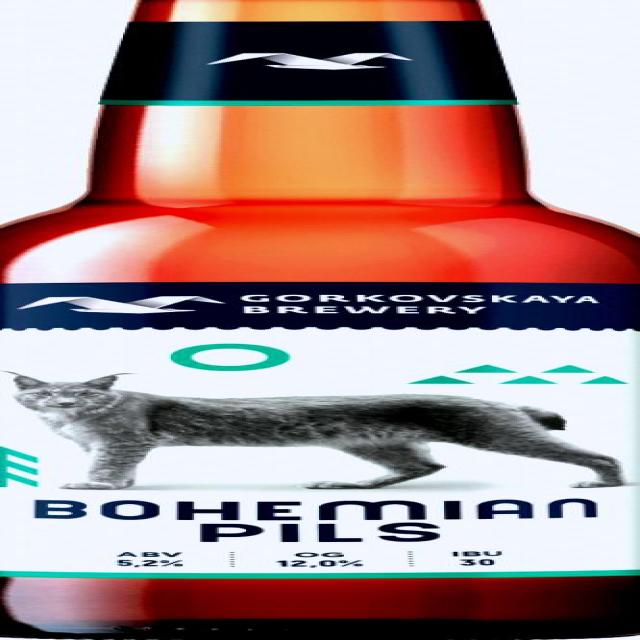 GORKOVSKAYA
BREWERY
BOHEMIAN
PILS
ABV OG IBU
5,2% 12,0% 30